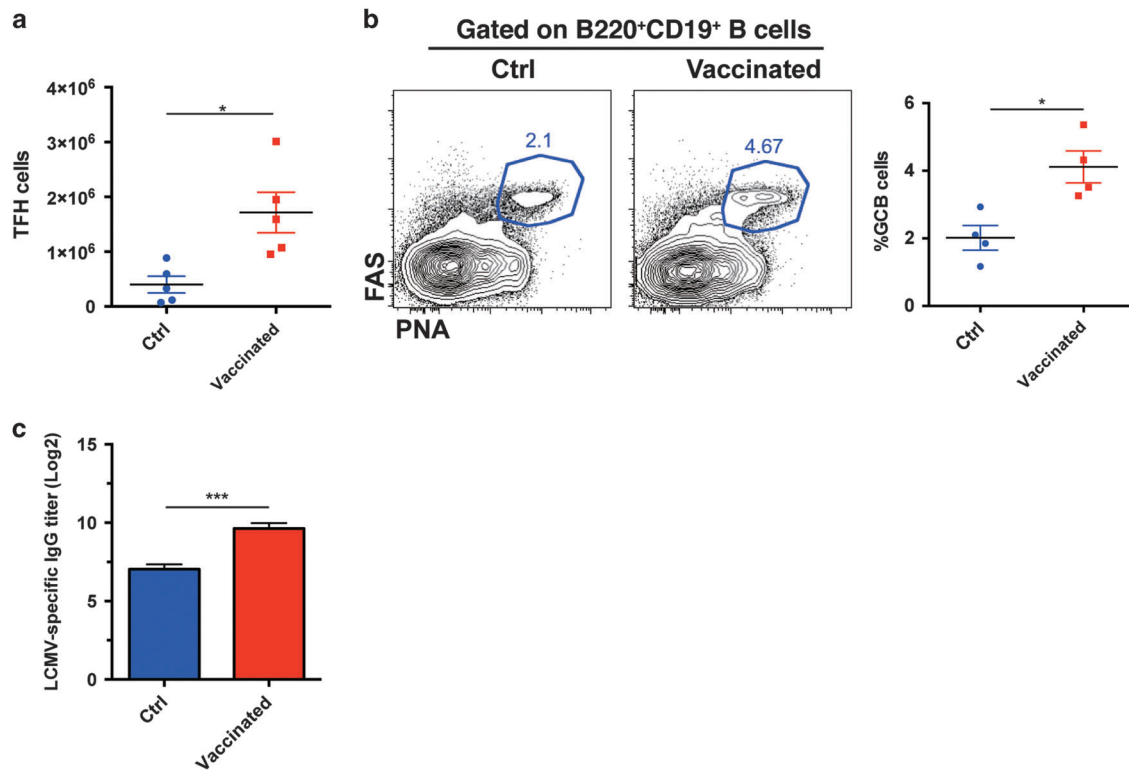 a
TFH cells
4×10⁶
3×10⁶
2×10⁶
1×10⁶
0
*
Ctrl
Vaccinated
b
Gated on B220⁺CD19⁺ B cells
Ctrl
Vaccinated
2.1
4.67
FAS
PNA
%GCB cells
6
4
2
0
*
Ctrl
Vaccinated
c
LCMV-specific IgG titer (Log2)
15
10
5
0
***
Ctrl
Vaccinated